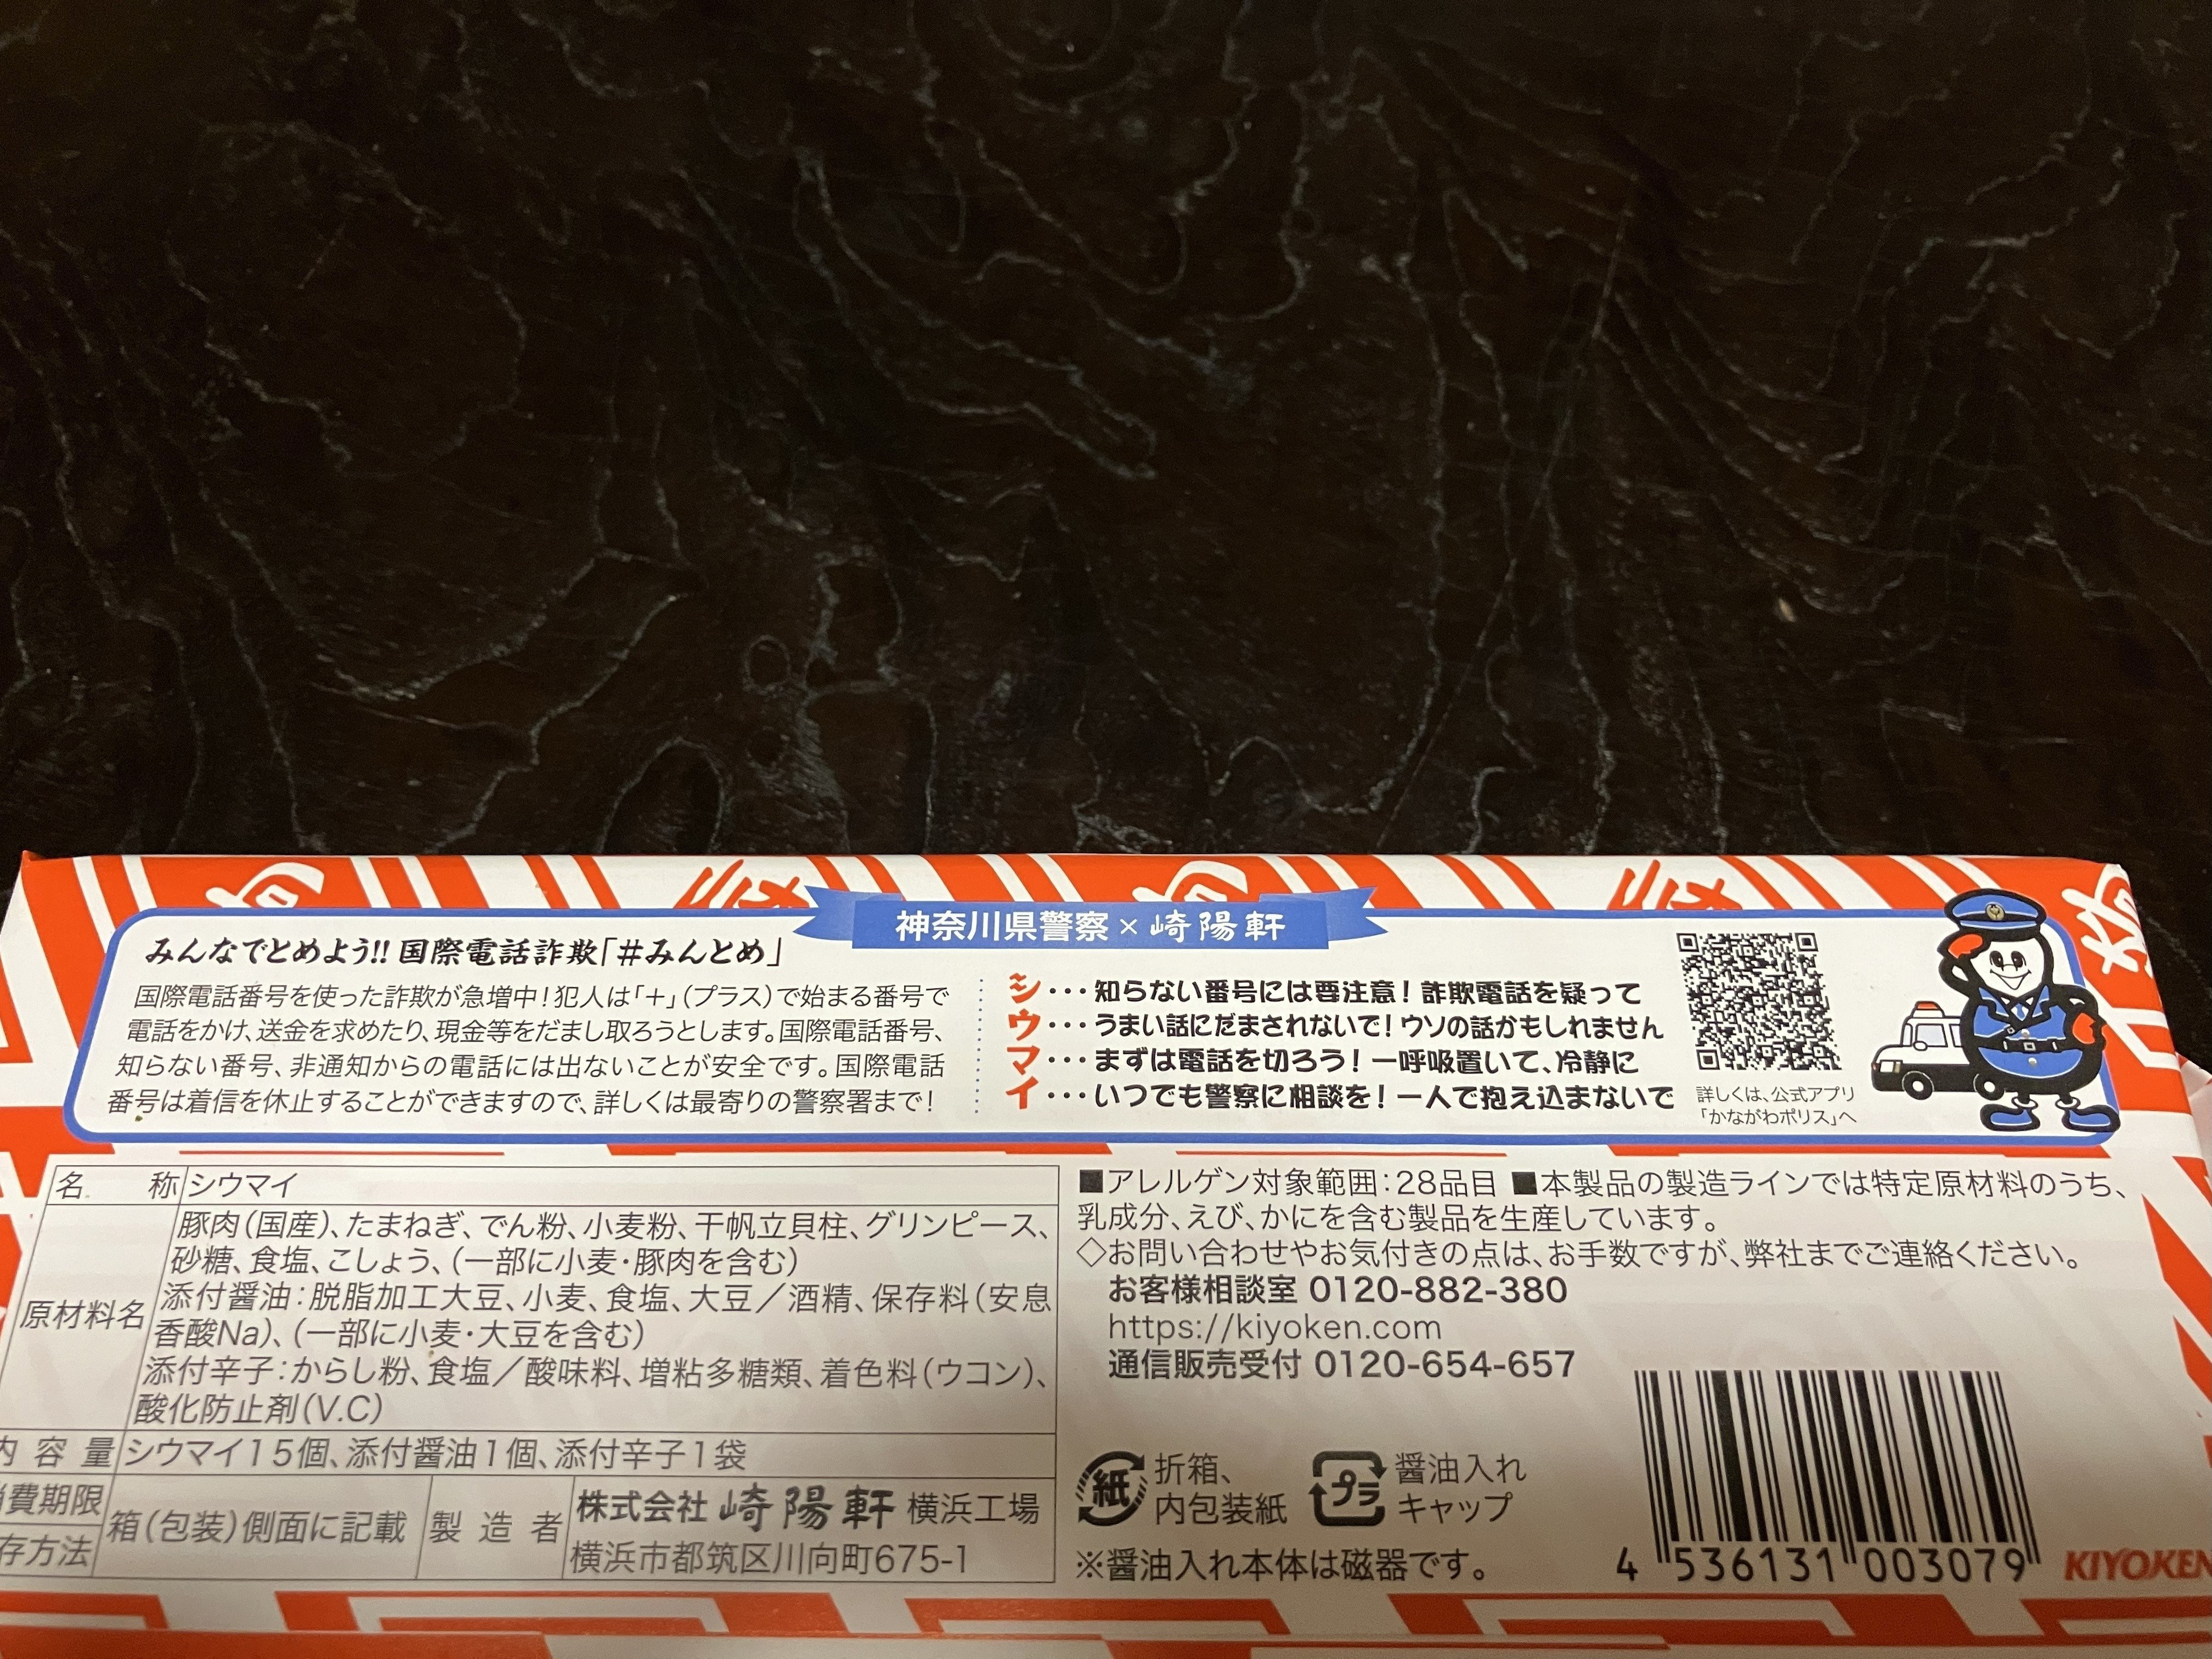 神奈川県警察×崎陽軒
みんなでとめよう!! 国際電話詐欺「#みんとめ」
国際電話番号を使った詐欺が急増中!犯人は「+」(プラス)で始まる番号で
電話をかけ、送金を求めたり、現金等をだまし取ろうとします。国際電話番号、
知らない番号、非通知からの電話には出ないことが安全です。国際電話
番号は着信を休止することができますので、詳しくは最寄りの警察署まで!
シ・・・知らない番号には要注意! 詐欺電話を疑って
ウ・・・うまい話にだまされないで! ウソの話かもしれません
マ・・・まずは電話を切ろう! 一呼吸置いて、冷静に
イ・・・いつでも警察に相談を! 一人で抱え込まないで
詳しくは、公式アプリ
「かながわポリス」へ
名 称 シウマイ
原材料名
豚肉(国産)、たまねぎ、でん粉、小麦粉、干帆立貝柱、グリンピース、
砂糖、食塩、こしょう、(一部に小麦・豚肉を含む)
添付醤油:脱脂加工大豆、小麦、食塩、大豆/酒精、保存料(安息
香酸Na)、(一部に小麦・大豆を含む)
添付辛子:からし粉、食塩/酸味料、増粘多糖類、着色料(ウコン)、
酸化防止剤(V.C)
内容量 シウマイ15個、添付醤油1個、添付辛子1袋
消費期限
存方法
箱(包装)側面に記載
製造者
株式会社 崎陽軒 横浜工場
横浜市都筑区川向町675-1
■アレルゲン対象範囲:28品目 ■本製品の製造ラインでは特定原材料のうち、
乳成分、えび、かにを含む製品を生産しています。
◇お問い合わせやお気付きの点は、お手数ですが、弊社までご連絡ください。
お客様相談室 0120-882-380
https://kiyoken.com
通信販売受付 0120-654-657
紙
折箱、
内包装紙
プラ
醤油入れ
キャップ
※醤油入れ本体は磁器です。
4 536131 003079
KIYOKEN